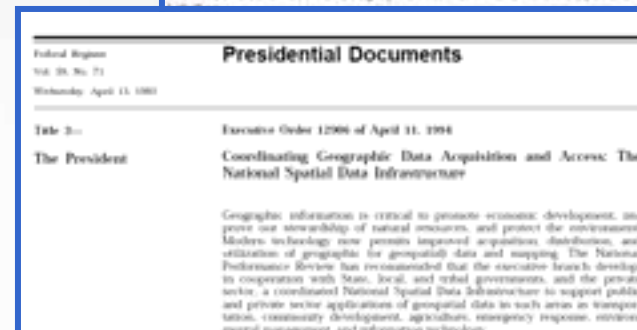 Federal Register
Vol. 59, No. 71
Wednesday, April 13,
Presidential Documents
Title 3—
The President
Executive Order 12906 of April 11, 1994
Coordinating Geographic Data Acquisition and Access: The
National Spatial Data Infrastructure
Geographic information is critical to promote economic development, im
prove our stewardship of natural resources, and protect the environment
Modern technology now permits improved acquisition, distribution, and
utilization of geographic (or geospatial) data and mapping. The National
Performance Review has recommended that the executive branch develop
in cooperation with State, local, and tribal governments, and the private
sector, a coordinated National Spatial Data Infrastructure to support public
and private sector applications of geospatial data in such areas as transpor
tation, community development, agriculture, emergency response, environ
mental management, and information technology